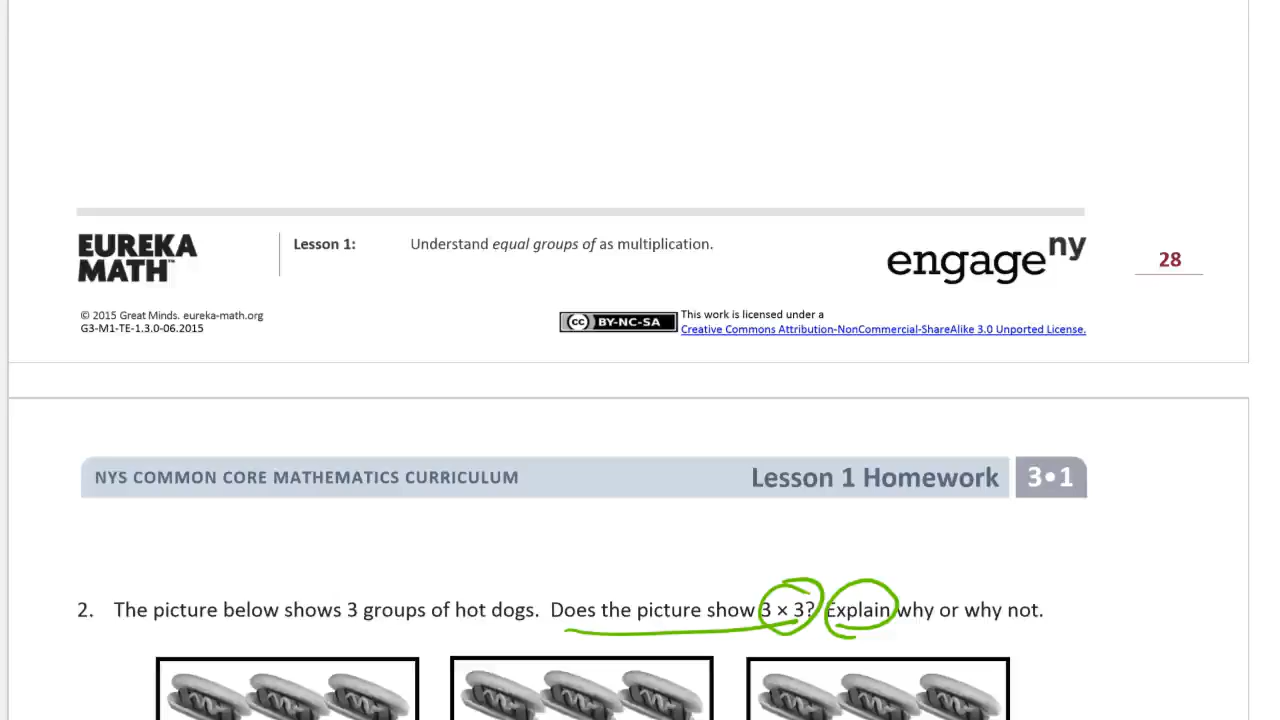 EUREKA
MATH™
Lesson 1:
Understand equal groups of as multiplication.
engage ny
28
© 2015 Great Minds. eureka-math.org
G3-M1-TE-1.3.0-06.2015
cc BY-NC-SA
This work is licensed under a
Creative Commons Attribution-NonCommercial-ShareAlike 3.0 Unported License.
NYS COMMON CORE MATHEMATICS CURRICULUM
Lesson 1 Homework
3•1
2. The picture below shows 3 groups of hot dogs. Does the picture show 3 × 3? Explain why or why not.